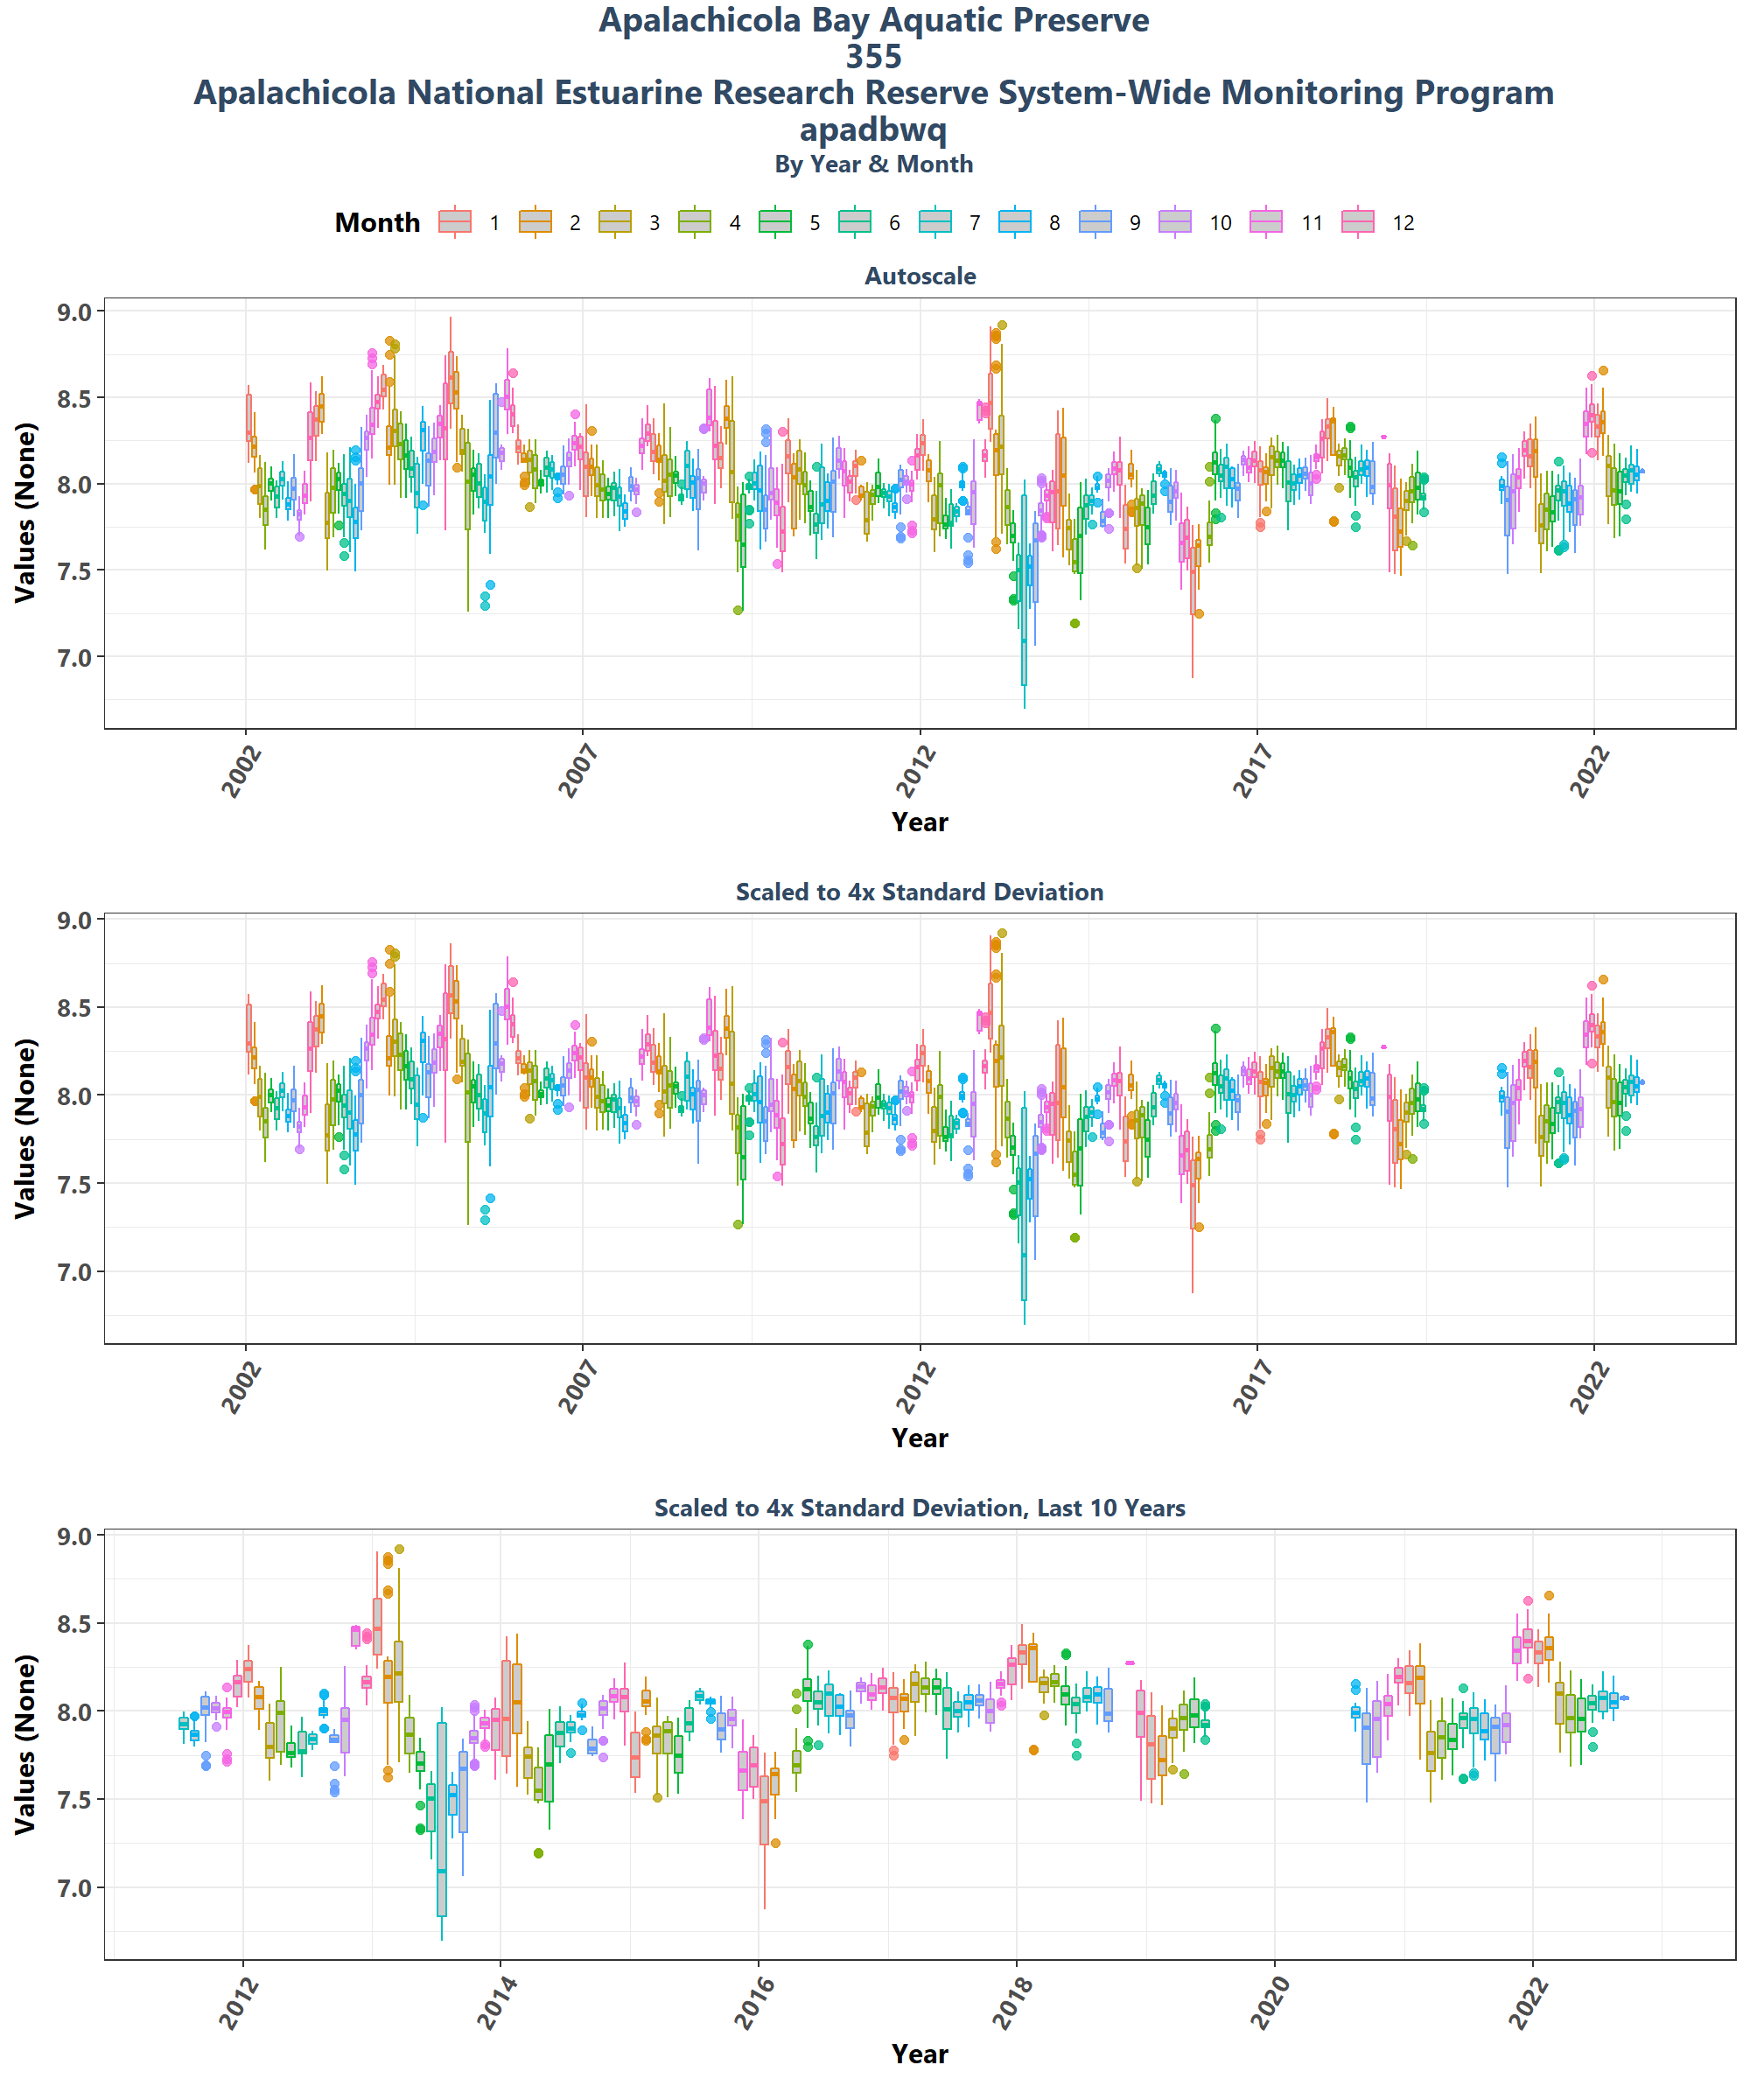 Apalachicola Bay Aquatic Preserve
355
Apalachicola National Estuarine Research Reserve System-Wide Monitoring Program
apadbwq
By Year & Month
Month 1 2 3 4 5 6 7 8 9 10 11 12
Autoscale
Values (None)
9.0
8.5
8.0
7.5
7.0
2002 2007 2012 2017 2022
Year
Scaled to 4x Standard Deviation
Values (None)
9.0
8.5
8.0
7.5
7.0
2002 2007 2012 2017 2022
Year
Scaled to 4x Standard Deviation, Last 10 Years
Values (None)
9.0
8.5
8.0
7.5
7.0
2012 2014 2016 2018 2020 2022
Year